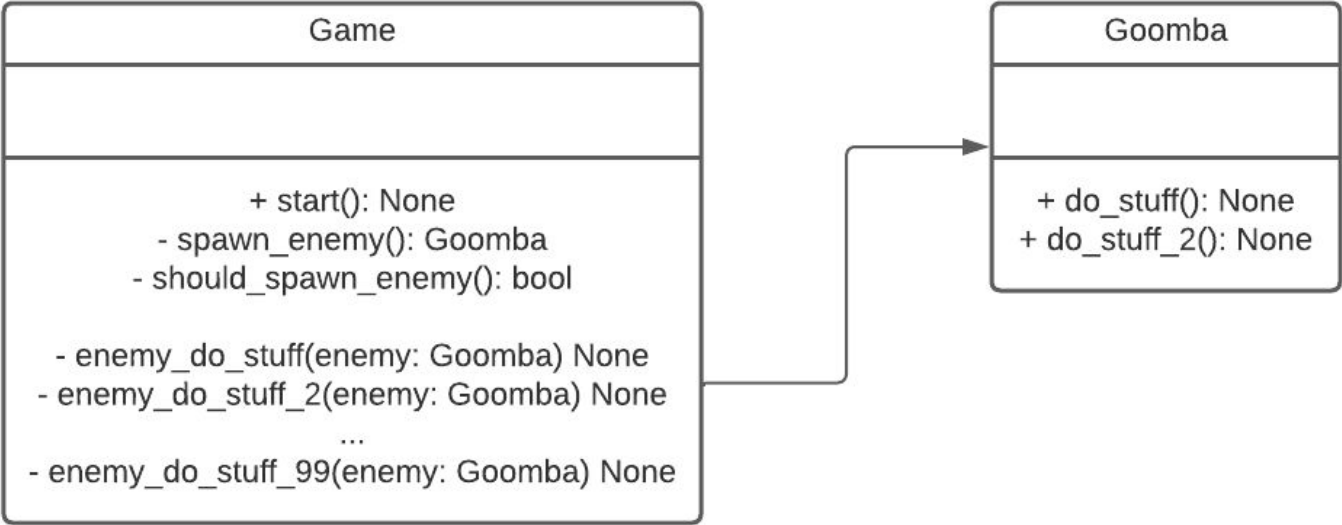 Game
+ start(): None
- spawn_enemy(): Goomba
- should_spawn_enemy(): bool
- enemy_do_stuff(enemy: Goomba) None
- enemy_do_stuff_2(enemy: Goomba) None
...
- enemy_do_stuff_99(enemy: Goomba) None
Goomba
+ do_stuff(): None
+ do_stuff_2(): None